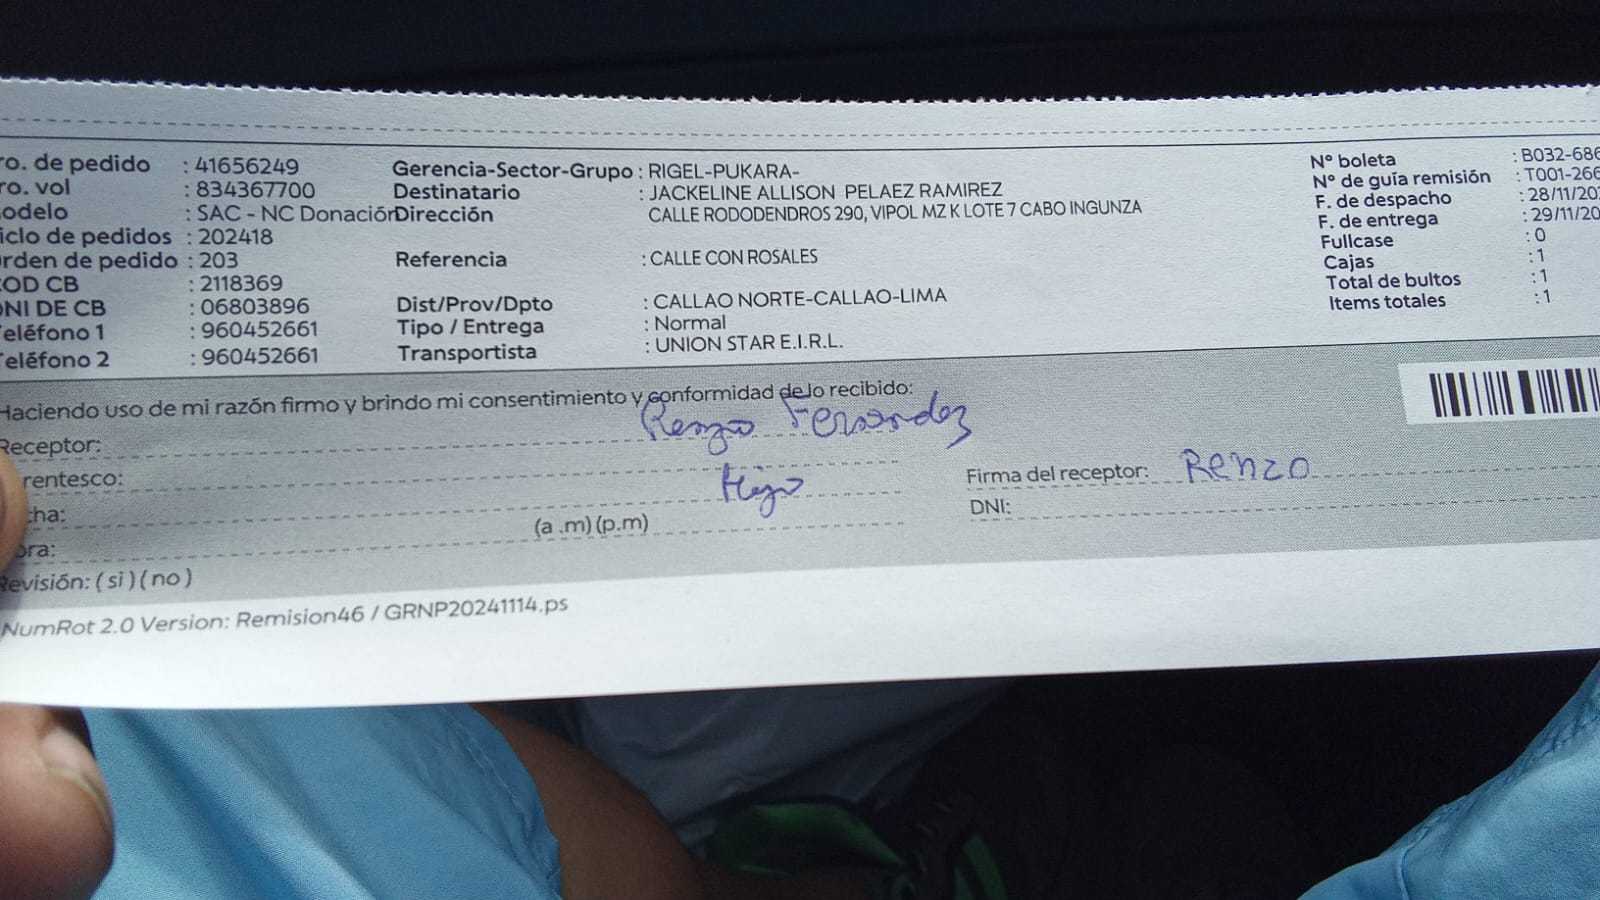 ro. de pedido : 41656249 Gerencia-Sector-Grupo : RIGEL-PUKARA- N° boleta : B032-686
ro. vol : 834367700 Destinatario : JACKELINE ALLISON PELAEZ RAMIREZ N° de guía remisión : T001-266
odelo : SAC - NC Donación Dirección CALLE RODODENDROS 290, VIPOL MZ K LOTE 7 CABO INGUNZA F. de despacho : 28/11/20
iclo de pedidos : 202418 F. de entrega : 29/11/20
rden de pedido : 203 Referencia : CALLE CON ROSALES Fullcase : 0
OD CB : 2118369 Cajas : 1
NI DE CB : 06803896 Dist/Prov/Dpto : CALLAO NORTE-CALLAO-LIMA Total de bultos : 1
eléfono 1 : 960452661 Tipo / Entrega : Normal Items totales : 1
eléfono 2 : 960452661 Transportista : UNION STAR E.I.R.L.
Haciendo uso de mi razón firmo y brindo mi consentimiento y conformidad de lo recibido:
Receptor: Renzo Fernandez
rentesco: Hijo Firma del receptor: Renzo
cha: DNI:
ora: (a .m) (p.m)
Revisión: ( si ) ( no )
NumRot 2.0 Version: Remision46 / GRNP20241114.ps